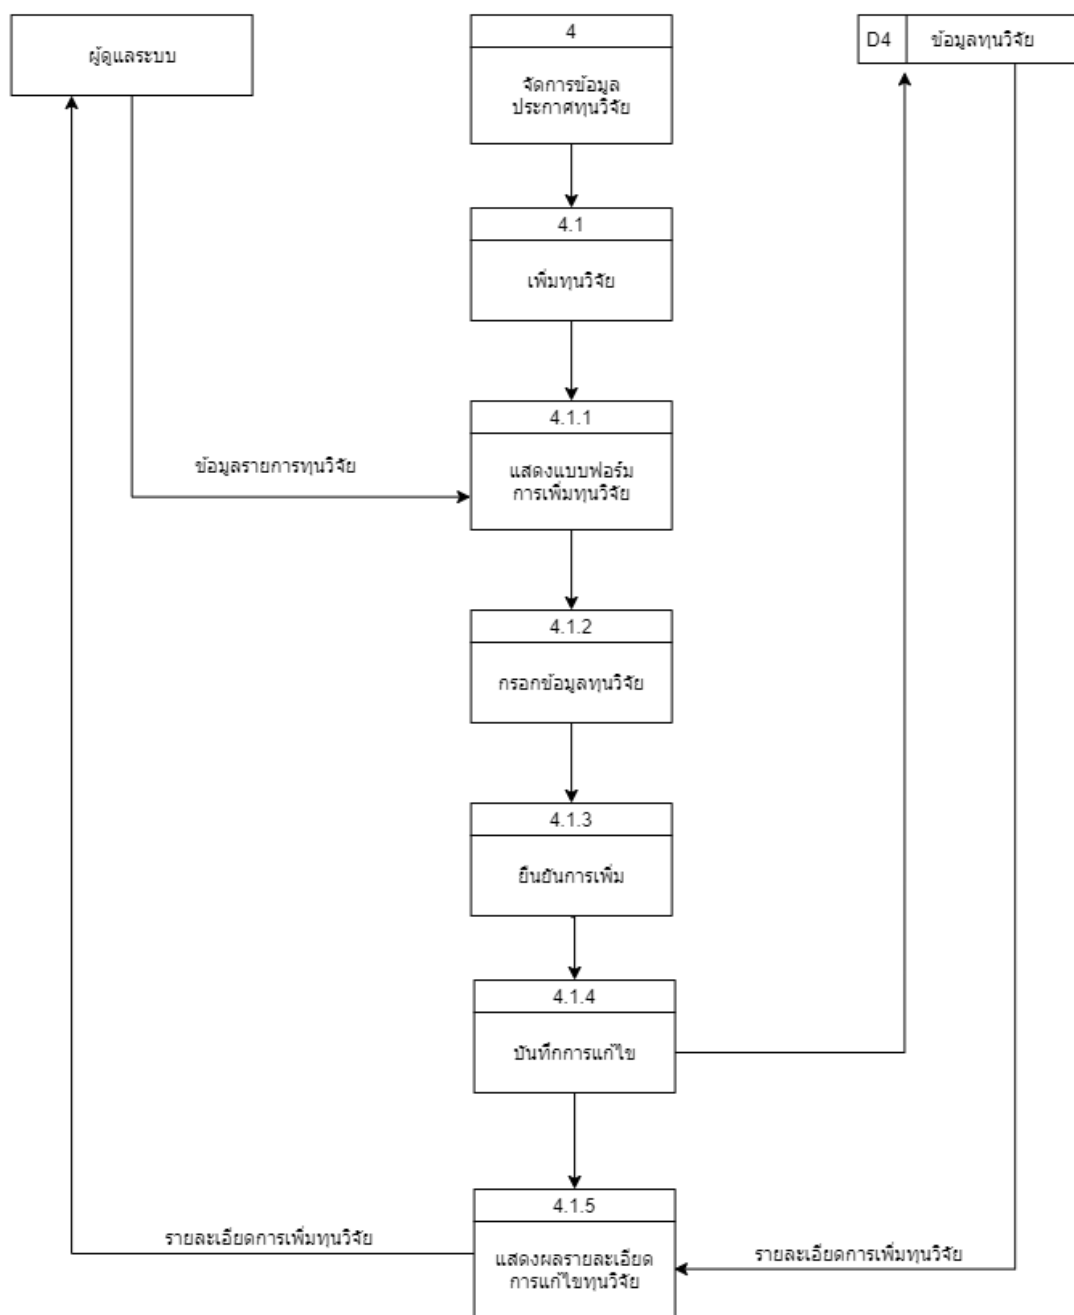 ผู้ดูแลระบบ
4
จัดการข้อมูล
ประกาศทุนวิจัย
D4
ข้อมูลทุนวิจัย
4.1
เพิ่มทุนวิจัย
4.1.1
แสดงแบบฟอร์ม
การเพิ่มทุนวิจัย
ข้อมูลรายการทุนวิจัย
4.1.2
กรอกข้อมูลทุนวิจัย
4.1.3
ยืนยันการเพิ่ม
4.1.4
บันทึกการแก้ไข
4.1.5
แสดงผลรายละเอียด
การแก้ไขทุนวิจัย
รายละเอียดการเพิ่มทุนวิจัย
รายละเอียดการเพิ่มทุนวิจัย